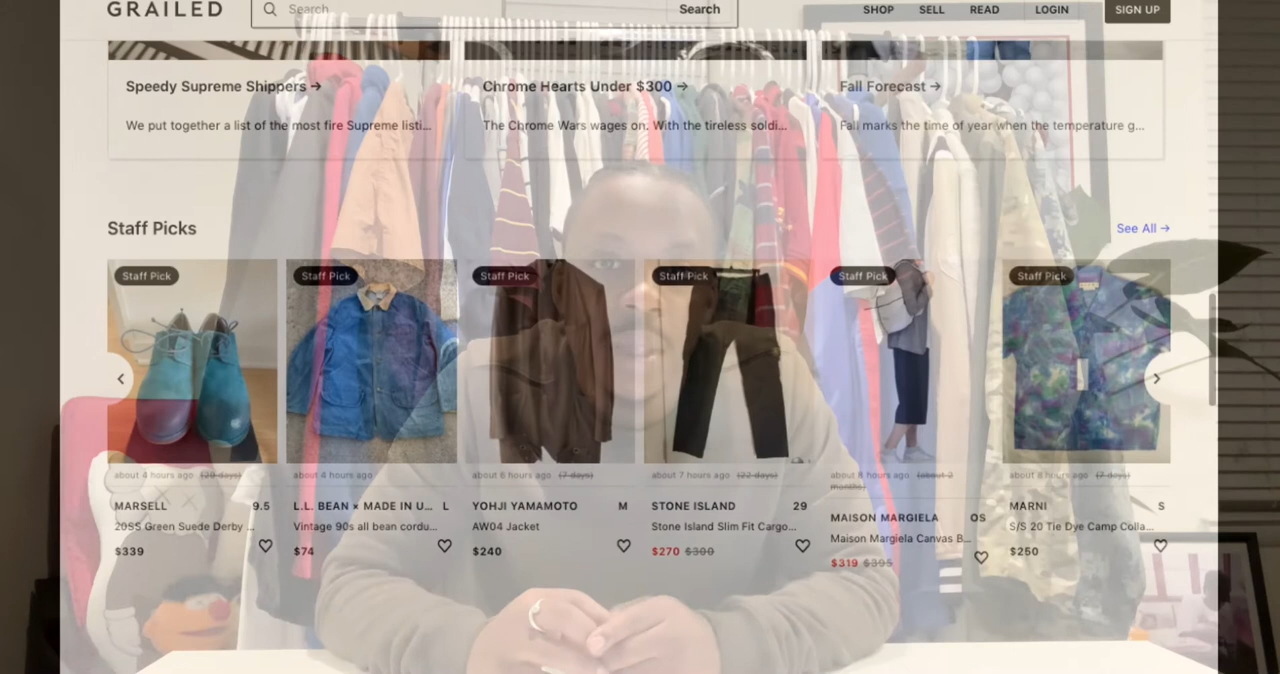 GRAILED
Search
Search
SHOP SELL READ LOGIN SIGN UP
Speedy Supreme Shippers →
Chrome Hearts Under $300 →
Fall Forecast →
We put together a list of the most fire Supreme listi...
The Chrome Wars wages on. With the tireless soldi...
Fall marks the time of year when the temperature g...
Staff Picks
See All →
Staff Pick
Staff Pick
Staff Pick
Staff Pick
Staff Pick
Staff Pick
about 4 hours ago (29 days)
MARSELL 9.5
20SS Green Suede Derby ...
$339
about 4 hours ago
L.L. BEAN × MADE IN U... L
Vintage 90s all bean cordu...
$74
about 6 hours ago (7 days)
YOHJI YAMAMOTO M
AW04 Jacket
$240
about 7 hours ago (22 days)
STONE ISLAND 29
Stone Island Slim Fit Cargo...
$270 $300
about 8 hours ago (about 2
months)
MAISON MARGIELA OS
Maison Margiela Canvas B...
$319 $395
about 8 hours ago (7 days)
MARNI S
S/S 20 Tie Dye Camp Colla...
$250